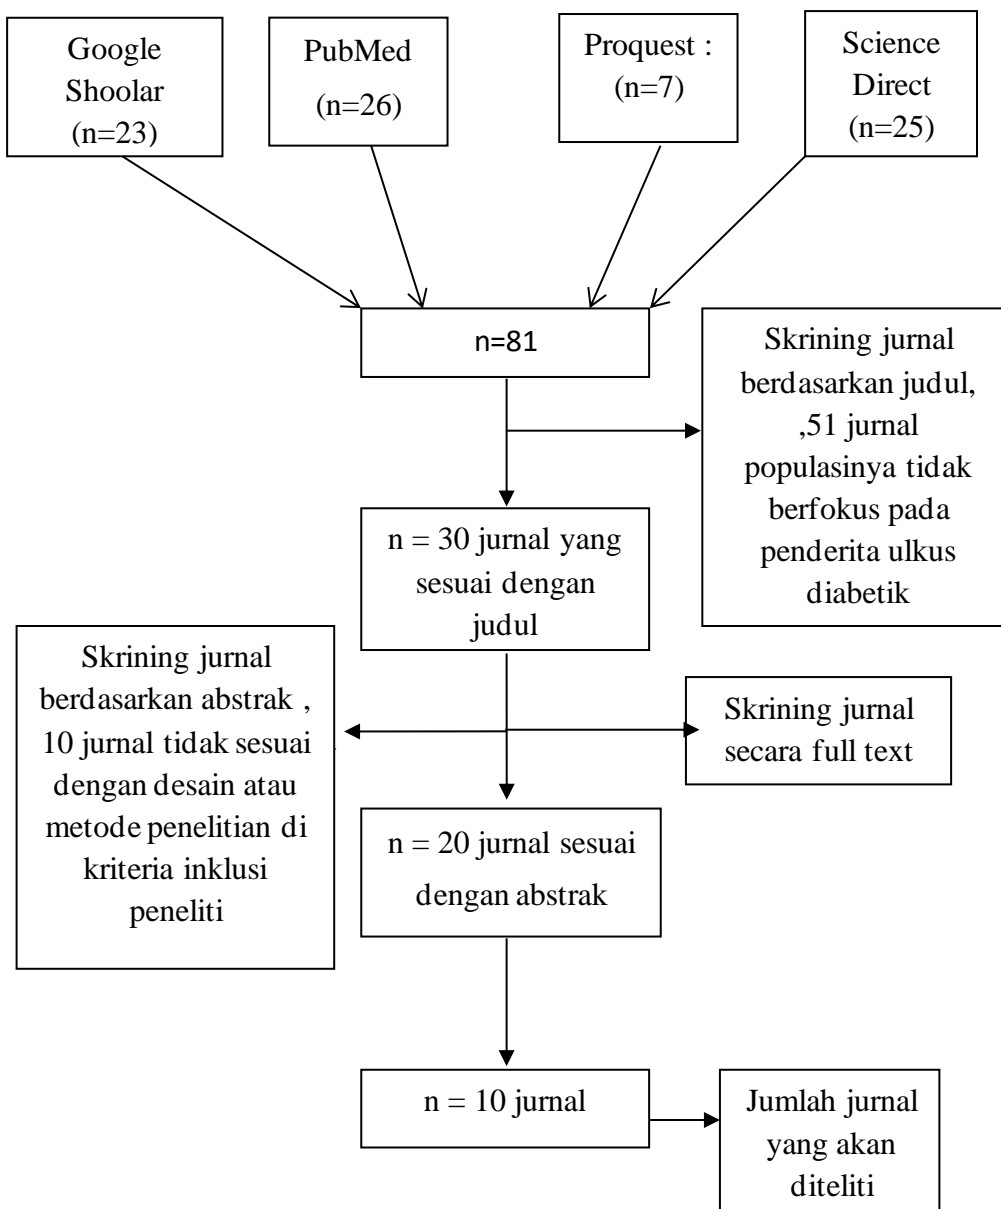 Google
Shoolar
(n=23)
PubMed
(n=26)
Proquest :
(n=7)
Science
Direct
(n=25)
n=81
Skrining jurnal
berdasarkan judul,
,51 jurnal
populasinya tidak
berfokus pada
penderita ulkus
diabetik
n = 30 jurnal yang
sesuai dengan
judul
Skrining jurnal
berdasarkan abstrak ,
10 jurnal tidak sesuai
dengan desain atau
metode penelitian di
kriteria inklusi
peneliti
Skrining jurnal
secara full text
n = 20 jurnal sesuai
dengan abstrak
n = 10 jurnal
Jumlah jurnal
yang akan
diteliti